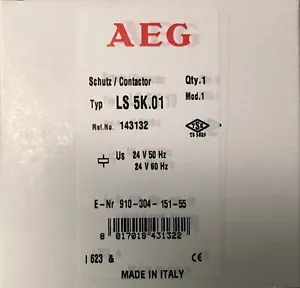 AEG
Schutz/Contactor Qty.1
Typ LS 5K.01 Mod.1
Ref.No. 143132
TSE
Us 24 V 50 Hz
24 V 60 Hz
E-Nr 910-304-151-55
8 017018 431322
I 623 & CE
MADE IN ITALY